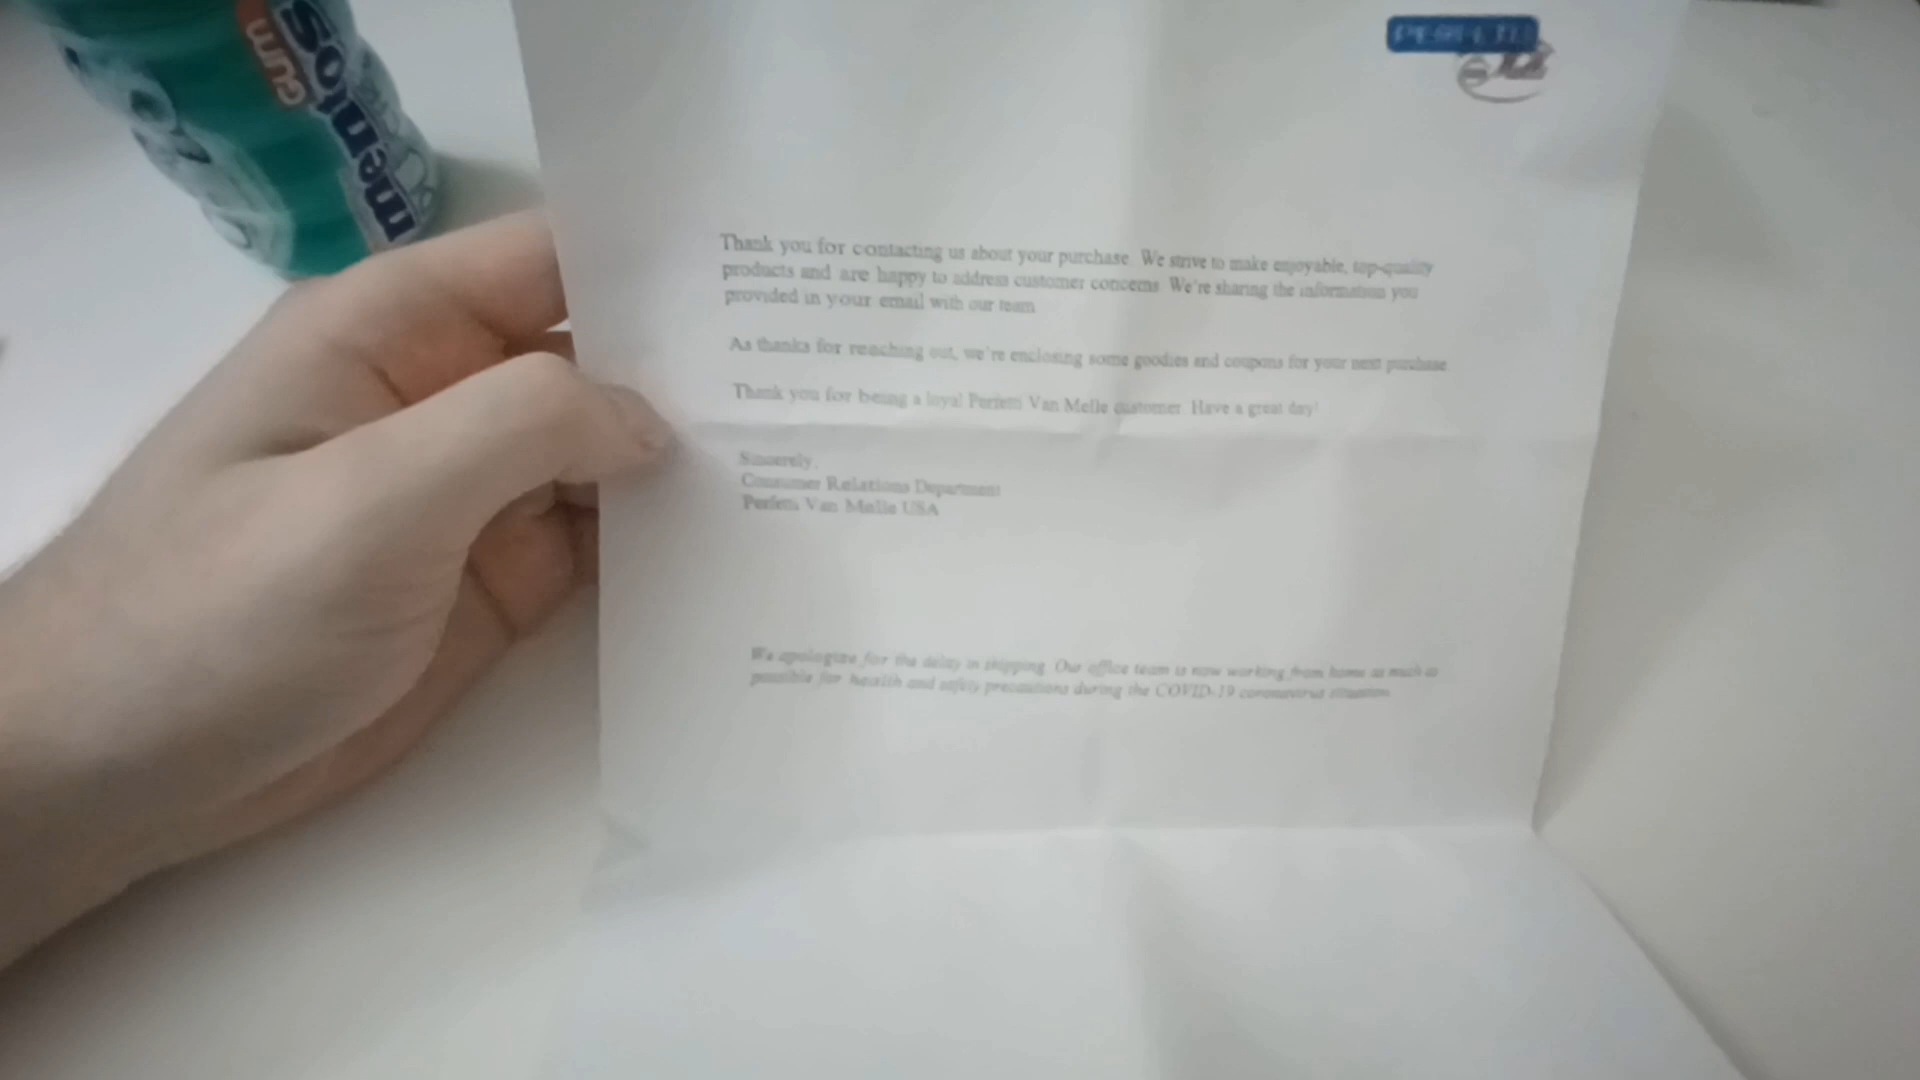 mentos
GUM
PERFETTI
Thank you for contacting us about your purchase. We strive to make enjoyable, top-quality
products and are happy to address customer concerns. We're sharing the information you
provided in your email with our team.
As thanks for reaching out, we're enclosing some goodies and coupons for your next purchase.
Thank you for being a loyal Perfetti Van Melle customer. Have a great day!
Sincerely,
Consumer Relations Department
Perfetti Van Melle USA
We apologize for the delay in shipping. Our office team is now working from home as much as
possible for health and safety precautions during the COVID-19 coronavirus situation.